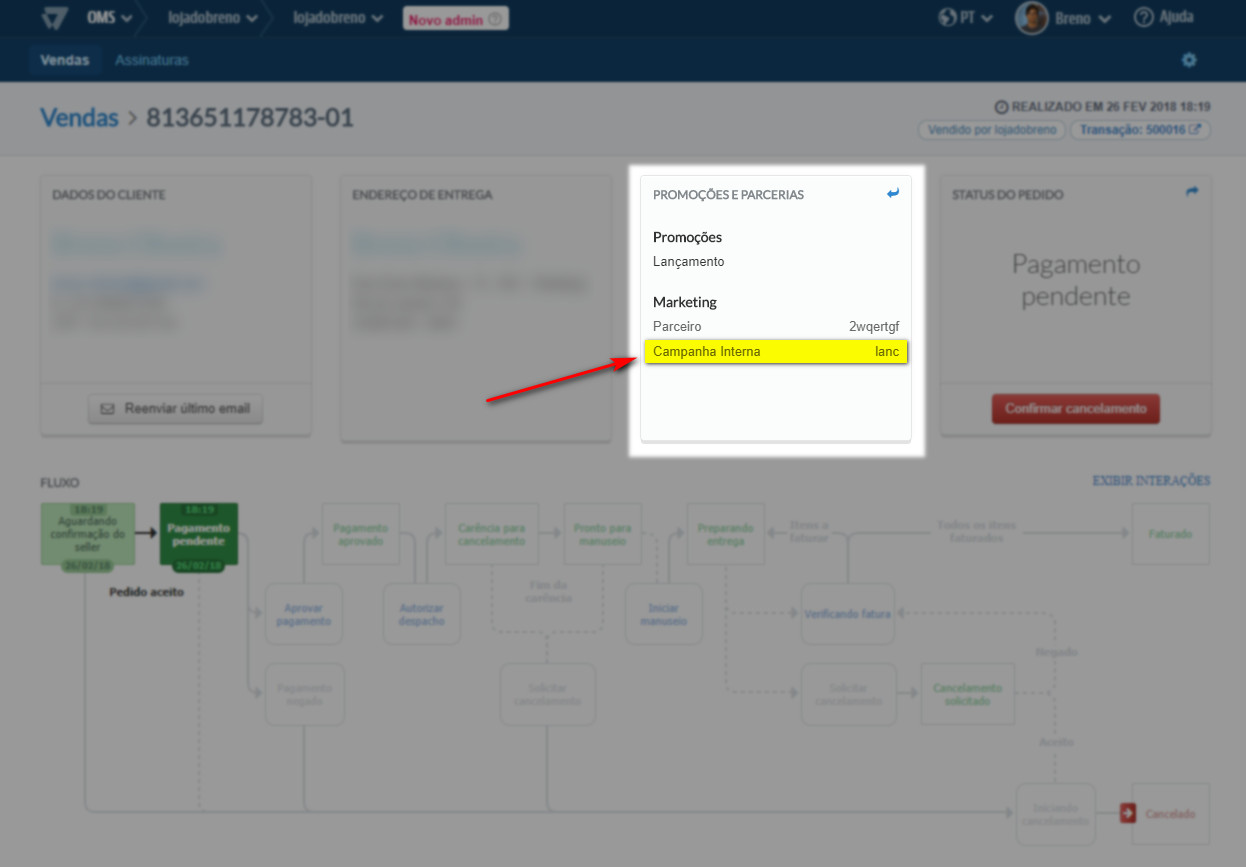 OMS
lojadobreno
lojadobreno
Novo admin
PT
Breno
Ajuda
Vendas
Assinaturas
Vendas > 813651178783-01
REALIZADO EM 26 FEV 2018 18:19
Vendido por lojadobreno
Transação: 500016
DADOS DO CLIENTE
Reenviar último email
ENDEREÇO DE ENTREGA
PROMOÇÕES E PARCERIAS
Promoções
Lançamento
Marketing
Parceiro 2wqertgf
Campanha Interna lanc
STATUS DO PEDIDO
Pagamento
pendente
Confirmar cancelamento
FLUXO
EXIBIR INTERAÇÕES
18:19
Aguardando
confirmação do
seller
26/02/18
18:19
Pagamento
pendente
26/02/18
Pedido aceito
Pagamento
aprovado
Carência para
cancelamento
Pronto para
manuseio
Preparando
entrega
Itens a
faturar
Todos os itens
faturados
Faturado
Aprovar
pagamento
Autorizar
despacho
Fim da
carência
Iniciar
manuseio
Verificando fatura
Negado
Pagamento
negado
Solicitar
cancelamento
Solicitar
cancelamento
Cancelamento
solicitado
Aceito
Iniciando
cancelamento
Cancelado